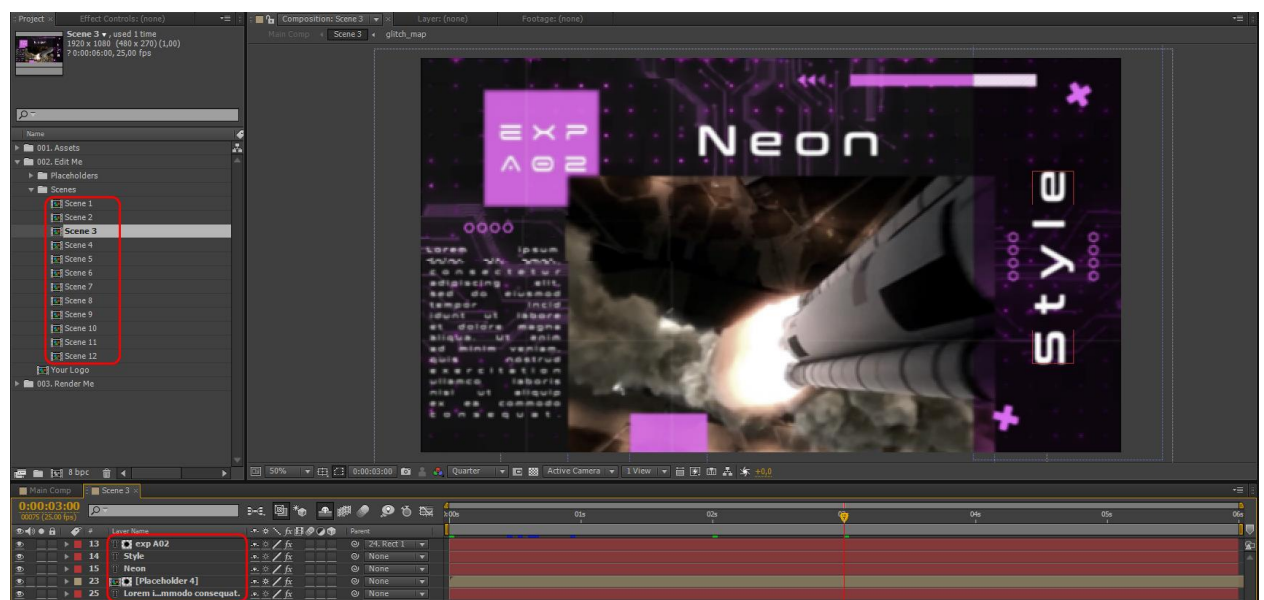 Project × Effect Controls: (none)
Composition: Scene 3 × Layer: (none) Footage: (none)
Scene 3 ▾, used 1 time
1920 x 1080 (480 x 270) (1,00)
? 0:00:06:00, 25,00 fps
Main Comp Scene 3 glitch_map
Name
001. Assets
002. Edit Me
Placeholders
Scenes
Scene 1
Scene 2
Scene 3
Scene 4
Scene 5
Scene 6
Scene 7
Scene 8
Scene 9
Scene 10
Scene 11
Scene 12
Your Logo
003. Render Me
EXP
A02
Neon
Style
Lorem ipsum
consectetur
adipiscing elit,
sed do eiusmod
tempor incid
idunt ut labore
et dolore magna
aliqua. Ut enim
ad minim veniam,
quis nostrud
exercitation
ullamco laboris
nisi ut aliquip
ex ea commodo
consequat.
8 bpc
50% 0:00:03:00 Quarter Active Camera 1 View +0,0
Main Comp Scene 3 ×
0:00:03:00
00075 (25.00 fps)
:00s 01s 02s 04s 05s 06s
# Layer Name Parent
13 exp A02 24. Rect 1
14 Style None
15 Neon None
23 [Placeholder 4] None
25 Lorem i...mmodo consequat. None